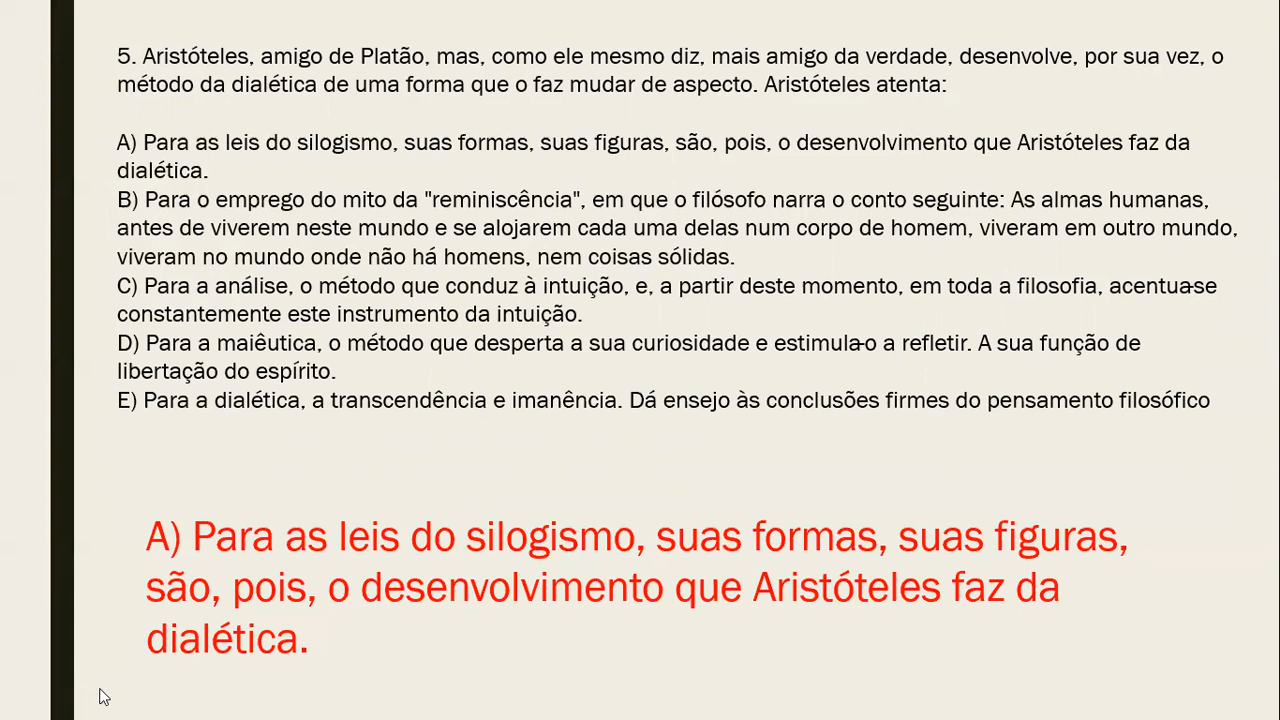 5. Aristóteles, amigo de Platão, mas, como ele mesmo diz, mais amigo da verdade, desenvolve, por sua vez, o
método da dialética de uma forma que o faz mudar de aspecto. Aristóteles atenta:
A) Para as leis do silogismo, suas formas, suas figuras, são, pois, o desenvolvimento que Aristóteles faz da
dialética.
B) Para o emprego do mito da "reminiscência", em que o filósofo narra o conto seguinte: As almas humanas,
antes de viverem neste mundo e se alojarem cada uma delas num corpo de homem, viveram em outro mundo,
viveram no mundo onde não há homens, nem coisas sólidas.
C) Para a análise, o método que conduz à intuição, e, a partir deste momento, em toda a filosofia, acentua-se
constantemente este instrumento da intuição.
D) Para a maiêutica, o método que desperta a sua curiosidade e estimula-o a refletir. A sua função de
libertação do espírito.
E) Para a dialética, a transcendência e imanência. Dá ensejo às conclusões firmes do pensamento filosófico
A) Para as leis do silogismo, suas formas, suas figuras,
são, pois, o desenvolvimento que Aristóteles faz da
dialética.